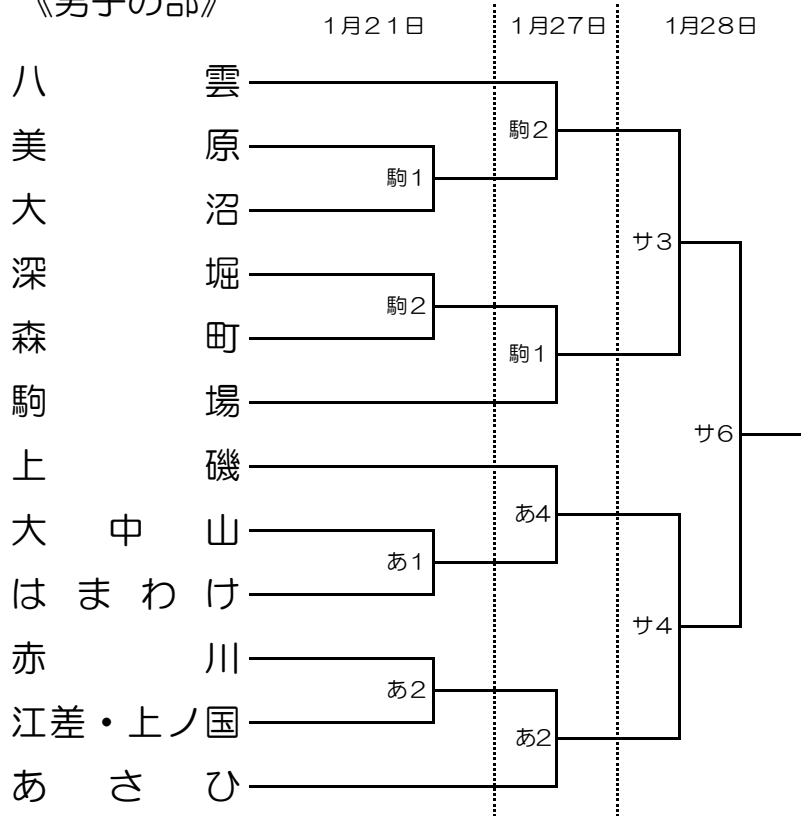 《男子の部》
1月21日 1月27日 1月28日
八雲
駒2
美原
駒1
大沼
サ3
深堀
駒2
森町
駒1
駒場
サ6
上磯
あ4
大中山
あ1
はまわけ
サ4
赤川
あ2
江差・上ノ国
あ2
あさひ